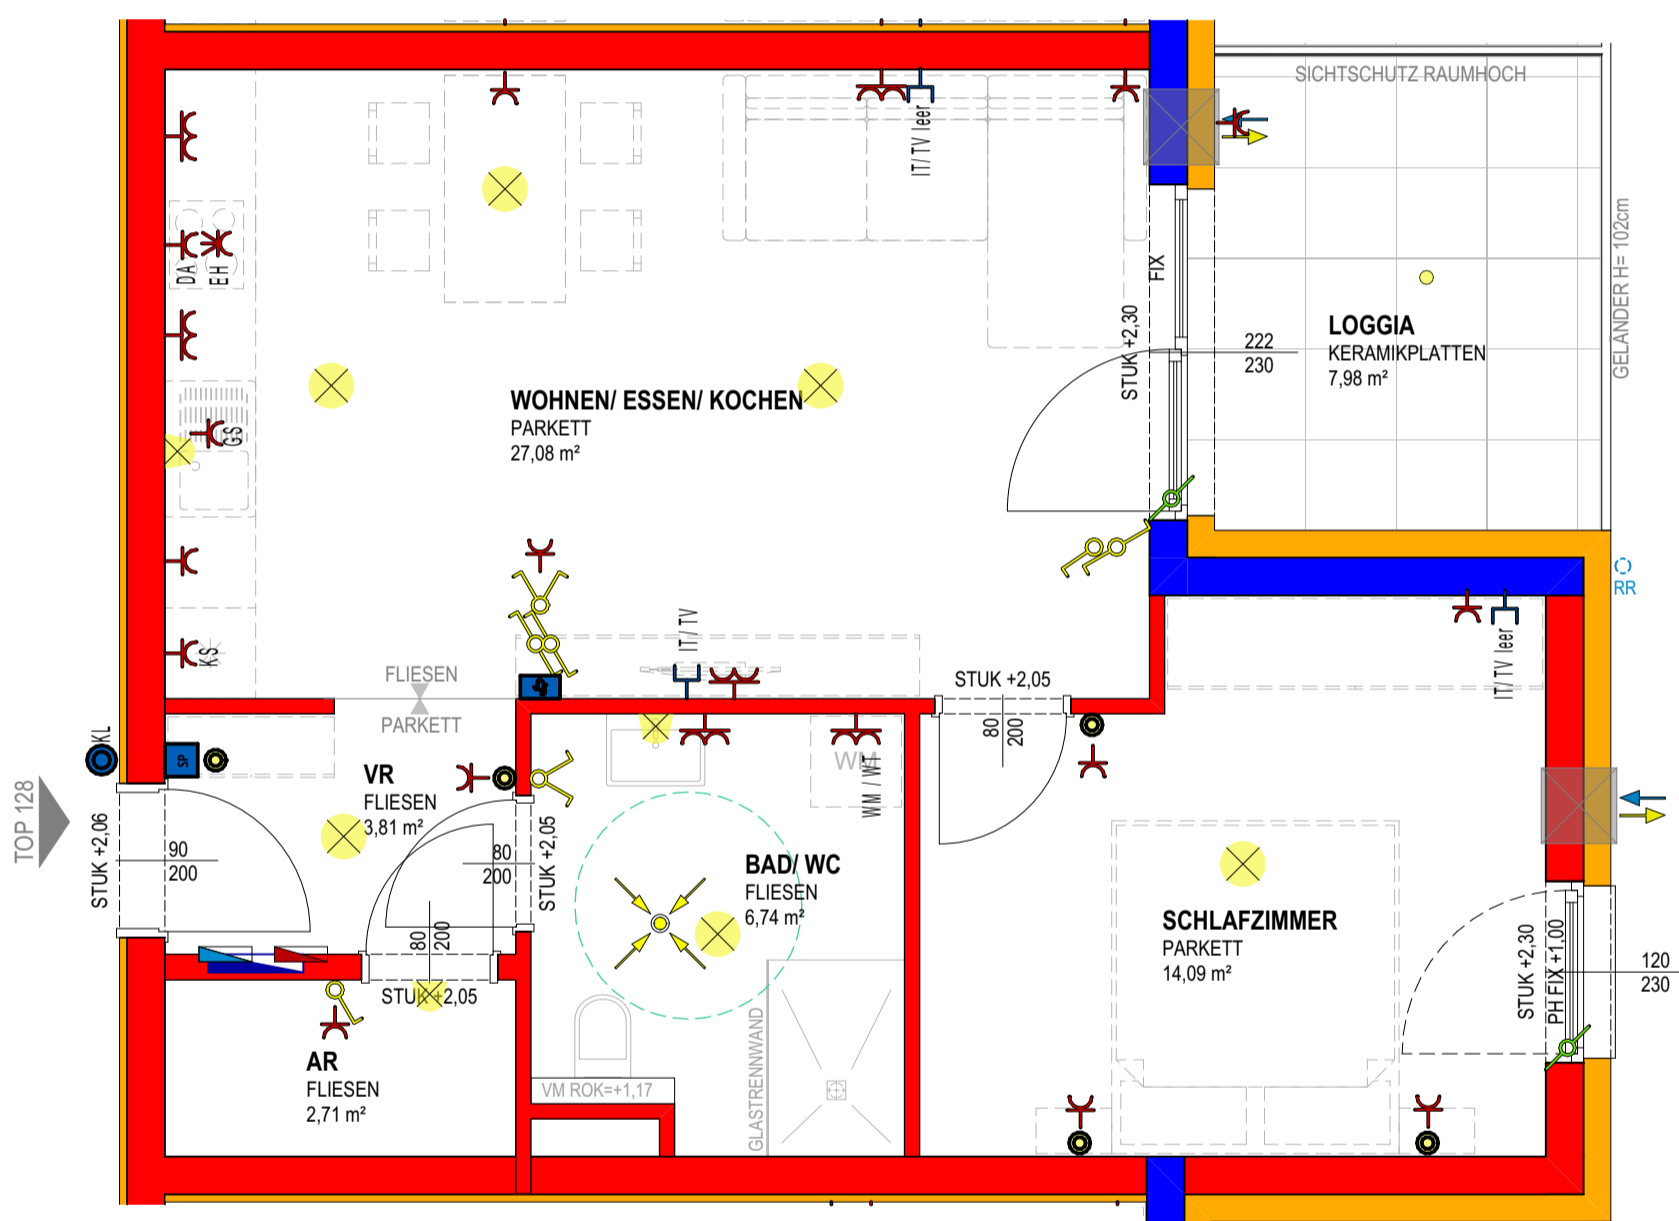 SICHTSCHUTZ RAUMHOCH
IT/ TV leer
DA
EH
GELÄNDER H= 102cm
FIX
STUK +2,30
222
230
LOGGIA
KERAMIKPLATTEN
7,98 m²
WOHNEN/ ESSEN/ KOCHEN
PARKETT
27,08 m²
GS
RR
IT/ TV
IT/ TV leer
KS
FLIESEN
PARKETT
STUK +2,05
80
200
KL
SP
VR
FLIESEN
3,81 m²
WM
WM / WT
TOP 128
STUK +2,06
90
200
80
200
STUK +2,05
BAD/ WC
FLIESEN
6,74 m²
SCHLAFZIMMER
PARKETT
14,09 m²
STUK +2,30
PH FIX +1,00
120
230
80
200
STUK +2,05
AR
FLIESEN
2,71 m²
VM ROK=+1,17
GLASTRENNWAND